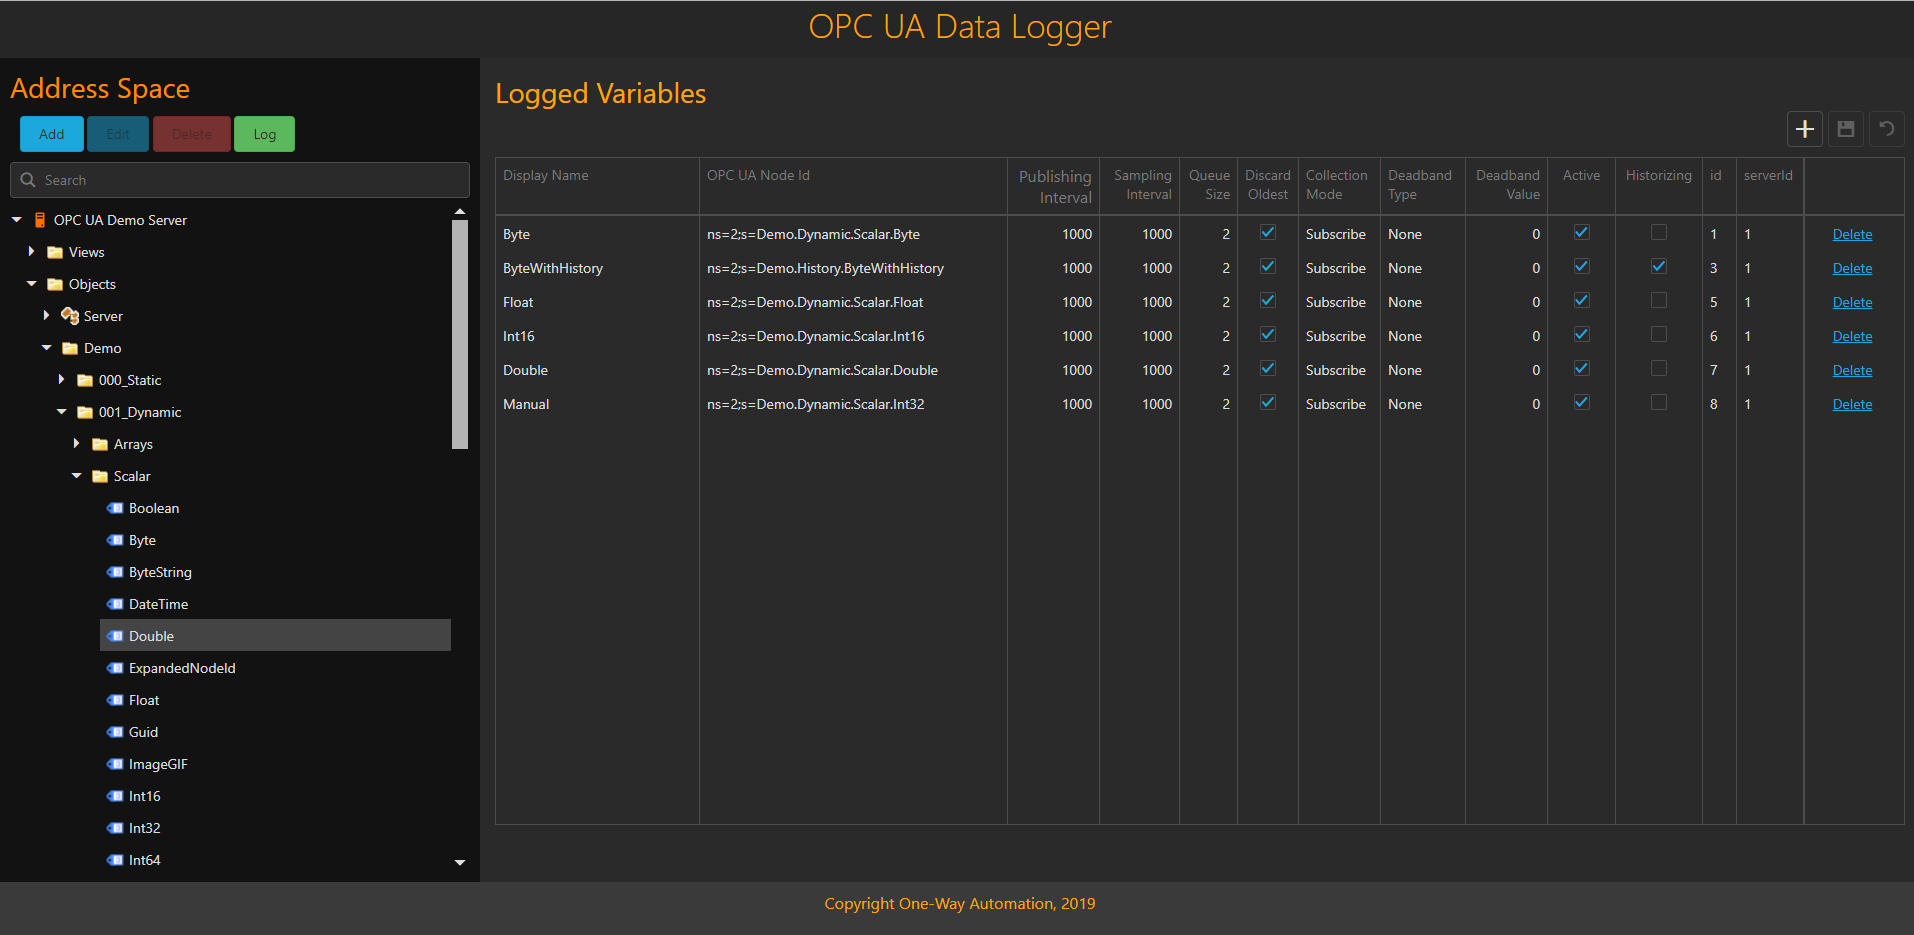 OPC UA Data Logger
Address Space
Add Edit Delete Log
Search
OPC UA Demo Server
Views
Objects
Server
Demo
000_Static
001_Dynamic
Arrays
Scalar
Boolean
Byte
ByteString
DateTime
Double
ExpandedNodeId
Float
Guid
ImageGIF
Int16
Int32
Int64
Logged Variables
Display Name OPC UA Node Id Publishing Interval Sampling Interval Queue Size Discard Oldest Collection Mode Deadband Type Deadband Value Active Historizing id serverId
Byte ns=2;s=Demo.Dynamic.Scalar.Byte 1000 1000 2 Subscribe None 0 1 1 Delete
ByteWithHistory ns=2;s=Demo.History.ByteWithHistory 1000 1000 2 Subscribe None 0 3 1 Delete
Float ns=2;s=Demo.Dynamic.Scalar.Float 1000 1000 2 Subscribe None 0 5 1 Delete
Int16 ns=2;s=Demo.Dynamic.Scalar.Int16 1000 1000 2 Subscribe None 0 6 1 Delete
Double ns=2;s=Demo.Dynamic.Scalar.Double 1000 1000 2 Subscribe None 0 7 1 Delete
Manual ns=2;s=Demo.Dynamic.Scalar.Int32 1000 1000 2 Subscribe None 0 8 1 Delete
Copyright One-Way Automation, 2019